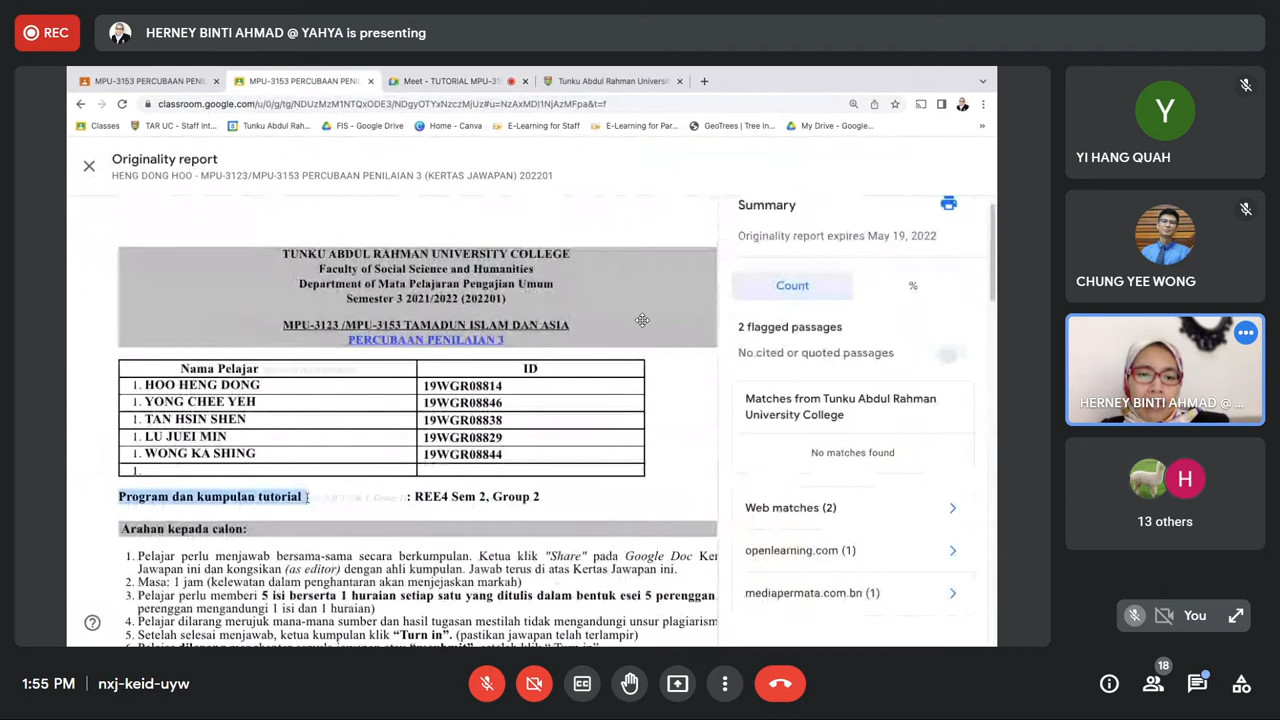 REC
HERNEY BINTI AHMAD @ YAHYA is presenting
MPU-3153 PERCUBAAN PENIL
MPU-3153 PERCUBAAN PENIL
Meet - TUTORIAL MPU-31
Tunku Abdul Rahman Universit
classroom.google.com/u/0/g/tg/NDUzMzM1NTQxODE3/NDgyOTYxNzczMjUz#u=NzAxMDI1NjAzMFpa&t=f
Classes
TAR UC - Staff Int...
Tunku Abdul Rah...
FIS - Google Drive
Home - Canva
E-Learning for Staff
E-Learning for Par...
GeoTrees | Tree In...
My Drive - Google...
Originality report
HENG DONG HOO - MPU-3123/MPU-3153 PERCUBAAN PENILAIAN 3 (KERTAS JAWAPAN) 202201
TUNKU ABDUL RAHMAN UNIVERSITY COLLEGE
Faculty of Social Science and Humanities
Department of Mata Pelajaran Pengajian Umum
Semester 3 2021/2022 (202201)
MPU-3123 /MPU-3153 TAMADUN ISLAM DAN ASIA
PERCUBAAN PENILAIAN 3
Nama Pelajar ID
1. HOO HENG DONG 19WGR08814
1. YONG CHEE YEH 19WGR08846
1. TAN HSIN SHEN 19WGR08838
1. LU JUEI MIN 19WGR08829
1. WONG KA SHING 19WGR08844
1.
Program dan kumpulan tutorial : REE4 Sem 2, Group 2
Arahan kepada calon:
1. Pelajar perlu menjawab bersama-sama secara berkumpulan. Ketua klik "Share" pada Google Doc Ker
Jawapan ini dan kongsikan (as editor) dengan ahli kumpulan. Jawab terus di atas Kertas Jawapan ini.
2. Masa: 1 jam (kelewatan dalam penghantaran akan menjejaskan markah)
3. Pelajar perlu memberi 5 isi berserta 1 huraian setiap satu yang ditulis dalam bentuk esei 5 perenggan.
perenggan mengandungi 1 isi dan 1 huraian)
4. Pelajar dilarang merujuk mana-mana sumber dan hasil tugasan mestilah tidak mengandungi unsur plagiarism
5. Setelah selesai menjawab, ketua kumpulan klik "Turn in". (pastikan jawapan telah terlampir)
Summary
Originality report expires May 19, 2022
Count %
2 flagged passages
No cited or quoted passages
Matches from Tunku Abdul Rahman
University College
No matches found
Web matches (2)
openlearning.com (1)
mediapermata.com.bn (1)
Y
YI HANG QUAH
CHUNG YEE WONG
HERNEY BINTI AHMAD @ ...
H
13 others
You
1:55 PM nxj-keid-uyw
18